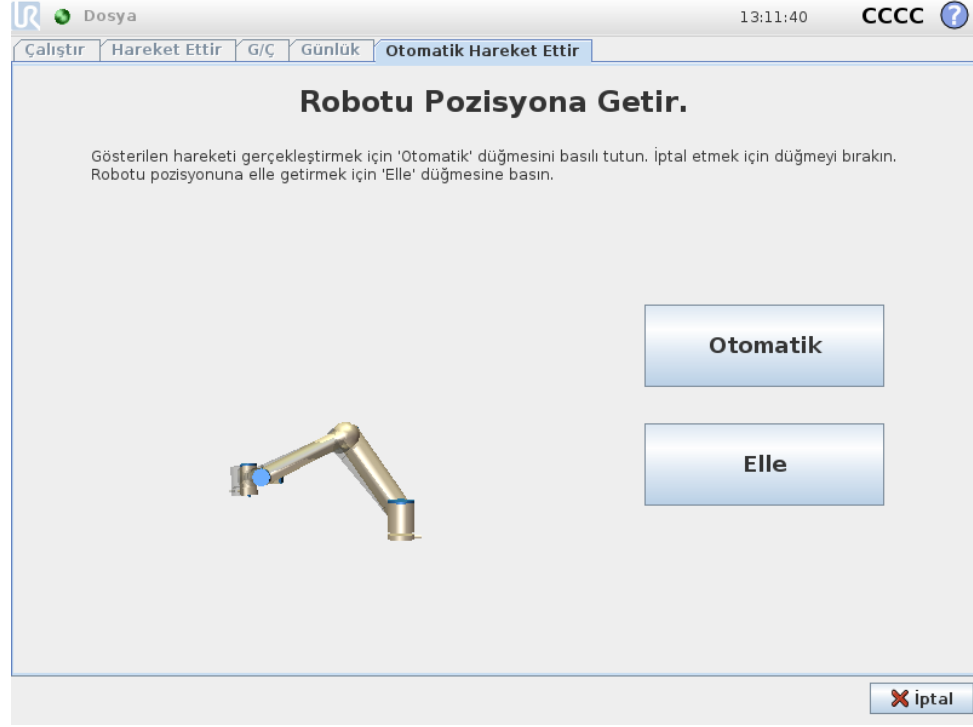 UR Dosya 13:11:40 CCCC ?
Çalıştır Hareket Ettir G/Ç Günlük Otomatik Hareket Ettir
Robotu Pozisyona Getir.
Gösterilen hareketi gerçekleştirmek için 'Otomatik' düğmesini basılı tutun. İptal etmek için düğmeyi bırakın.
Robotu pozisyonuna elle getirmek için 'Elle' düğmesine basın.
Otomatik
Elle
İptal